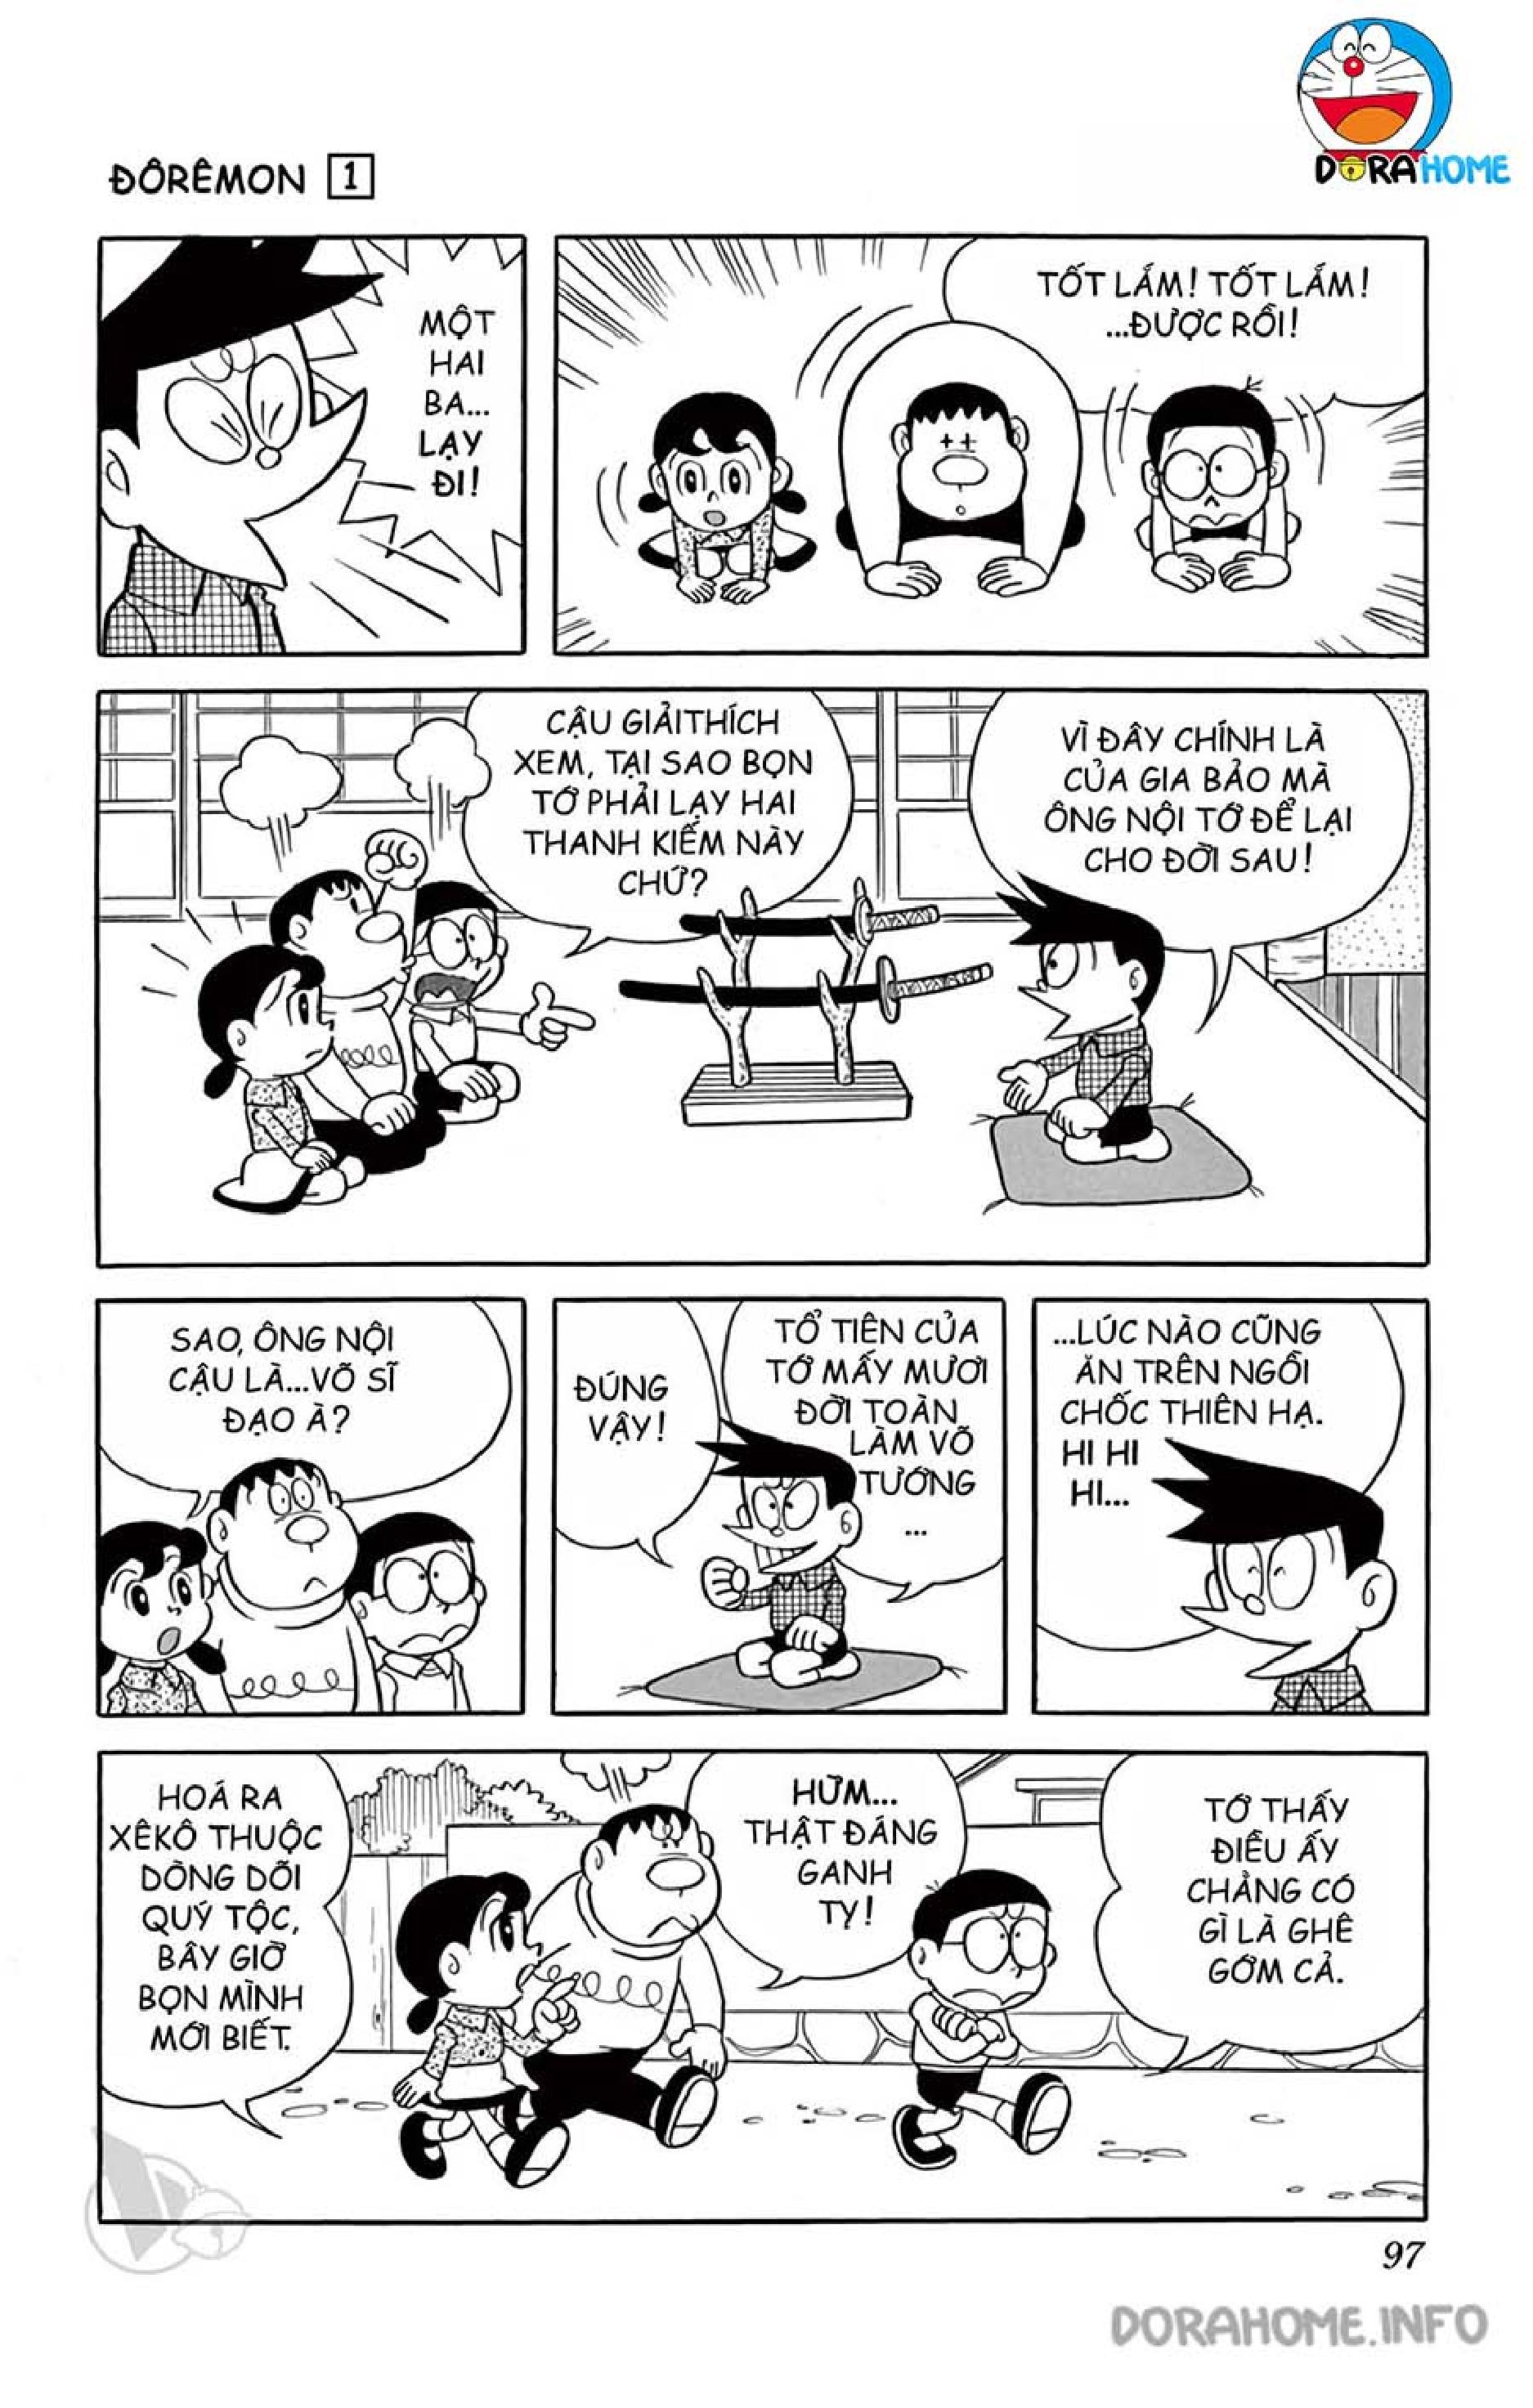 DORAHOME
ĐÔRÊMON 1
MỘT
HAI
BA...
LẠY
ĐI!
TỐT LẮM! TỐT LẮM!
...ĐƯỢC RỒI!
CẬU GIẢI THÍCH
XEM, TẠI SAO BỌN
TỚ PHẢI LẠY HAI
THANH KIẾM NÀY
CHỨ?
VÌ ĐÂY CHÍNH LÀ
CỦA GIA BẢO MÀ
ÔNG NỘI TỚ ĐỂ LẠI
CHO ĐỜI SAU!
SAO, ÔNG NỘI
CẬU LÀ...VÕ SĨ
ĐẠO À?
ĐÚNG
VẬY!
TỔ TIÊN CỦA
TỚ MẤY MƯƠI
ĐỜI TOÀN
LÀM VÕ
TƯỚNG
...
...LÚC NÀO CŨNG
ĂN TRÊN NGỒI
CHỐC THIÊN HẠ.
HI HI
HI...
HOÁ RA
XÊKÔ THUỘC
DÒNG DÕI
QUÝ TỘC,
BÂY GIỜ
BỌN MÌNH
MỚI BIẾT.
HỪM...
THẬT ĐÁNG
GANH
TỴ!
TỚ THẤY
ĐIỀU ẤY
CHẲNG CÓ
GÌ LÀ GHÊ
GỚM CẢ.
97
DORAHOME.INFO